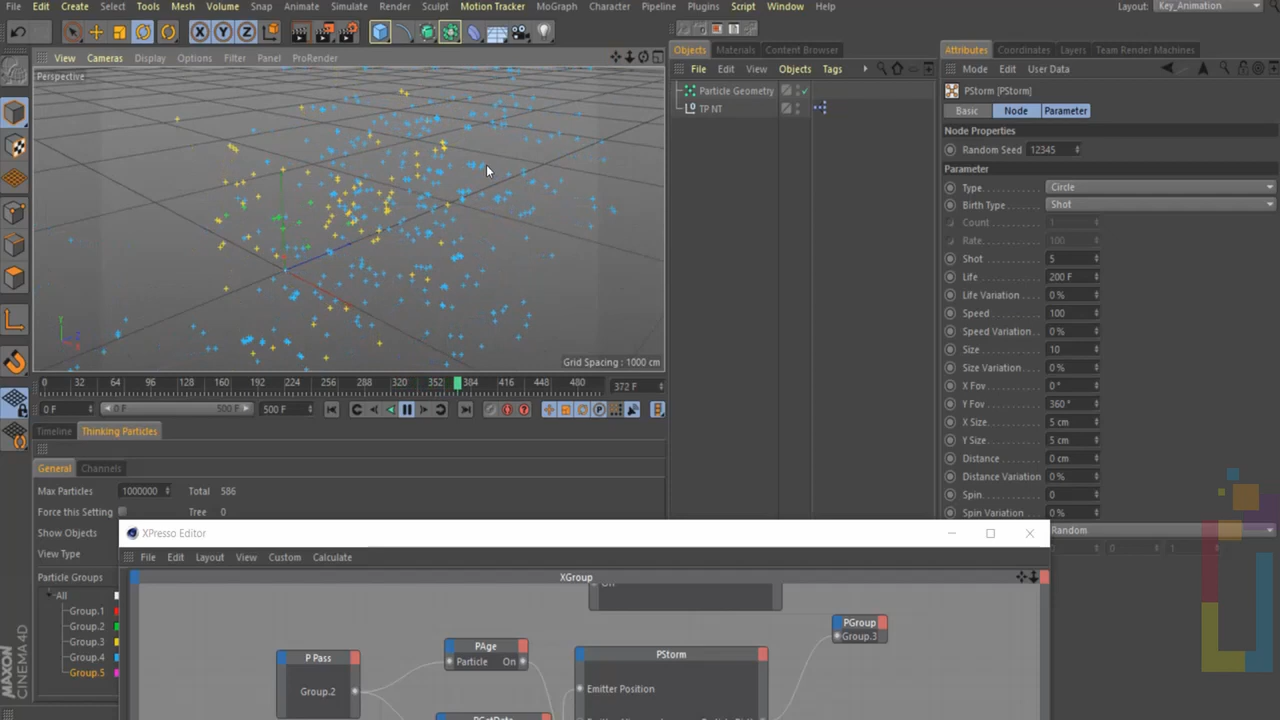 File Edit Create Select Tools Mesh Volume Snap Animate Simulate Render Sculpt Motion Tracker MoGraph Character Pipeline Plugins Script Window Help
Layout: Key_Animation
X Y Z
View Cameras Display Options Filter Panel ProRender
Perspective
Grid Spacing : 1000 cm
0 32 64 96 128 160 192 224 256 288 320 352 384 416 448 480 372 F
0 F 0 F 500 F 500 F
Timeline Thinking Particles
General Channels
Max Particles 1000000 Total 586
Force this Setting Tree 0
Show Objects
View Type
Particle Groups
All
Group.1
Group.2
Group.3
Group.4
Group.5
MAXON
CINEMA 4D
Objects Materials Content Browser
File Edit View Objects Tags
Particle Geometry
TP NT
Attributes Coordinates Layers Team Render Machines
Mode Edit User Data
PStorm [PStorm]
Basic Node Parameter
Node Properties
Random Seed 12345
Parameter
Type Circle
Birth Type Shot
Count 1
Rate 100
Shot 5
Life 200 F
Life Variation 0 %
Speed 100
Speed Variation 0 %
Size 10
Size Variation 0 %
X Fov 0 °
Y Fov 360 °
X Size 5 cm
Y Size 5 cm
Distance 0 cm
Distance Variation 0 %
Spin 0
Spin Variation 0 %
Random
0 1
XPresso Editor
File Edit Layout View Custom Calculate
XGroup
On
P Pass
Group.2
PAge
Particle On
PGetData
PStorm
Emitter Position
PGroup
Group.3